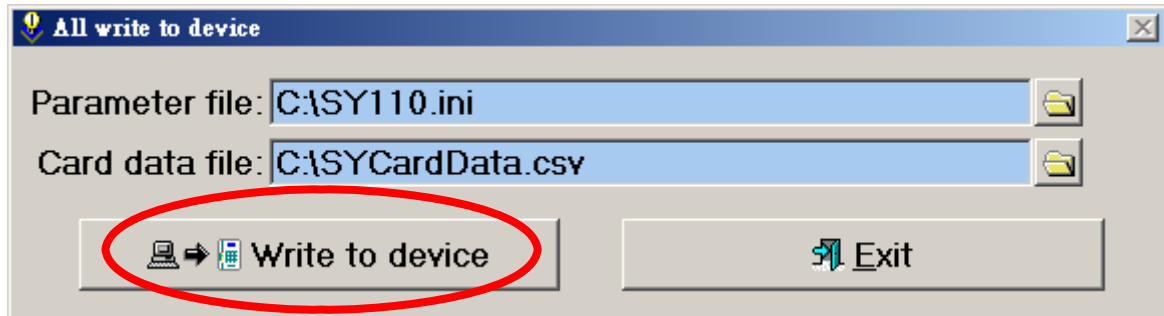 All write to device
Parameter file: C:\SY110.ini
Card data file: C:\SYCardData.csv
Write to device Exit